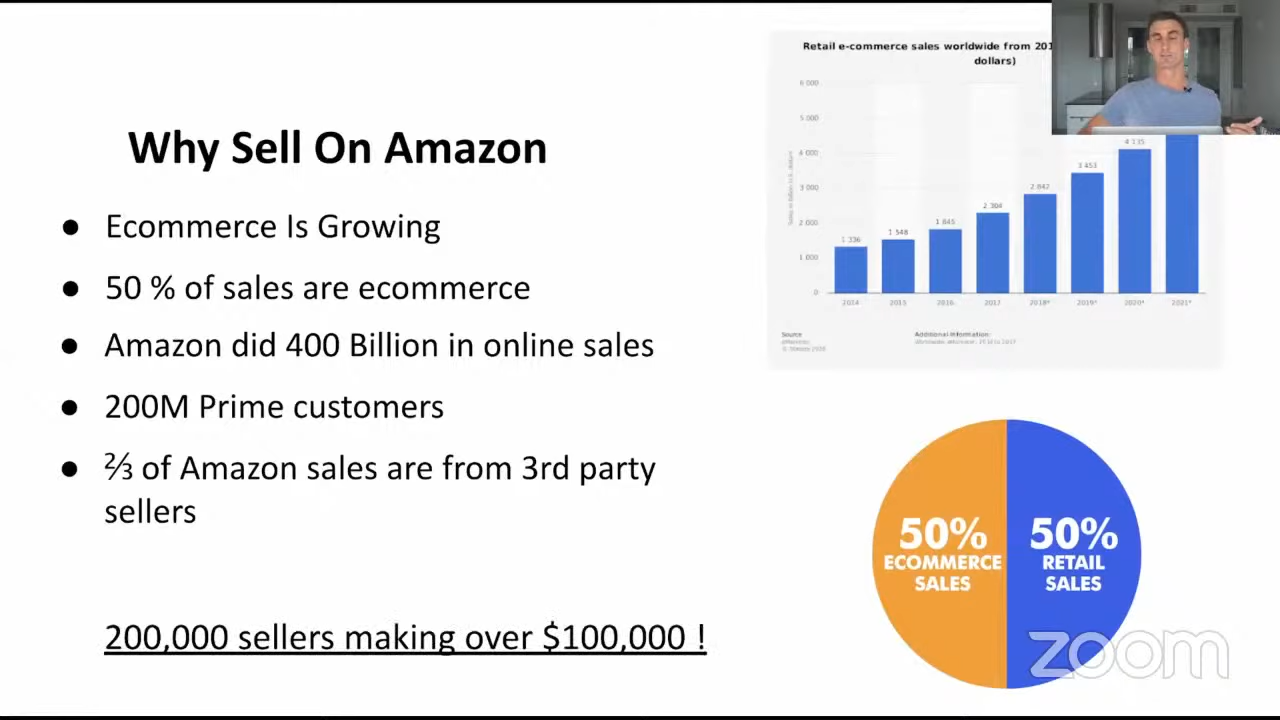 Why Sell On Amazon
● Ecommerce Is Growing
● 50 % of sales are ecommerce
● Amazon did 400 Billion in online sales
● 200M Prime customers
● ⅔ of Amazon sales are from 3rd party
sellers
200,000 sellers making over $100,000 !
Retail e-commerce sales worldwide from
dollars)
6 000
5 000
4 000
3 000
2 000
1 000
0
1 336
1 548
1 845
2 304
2 842
3 453
4 135
2014
2015
2016
2017
2018*
2019*
2020*
2021*
Source
Additional Information:
50%
ECOMMERCE
SALES
50%
RETAIL
SALES
zoom